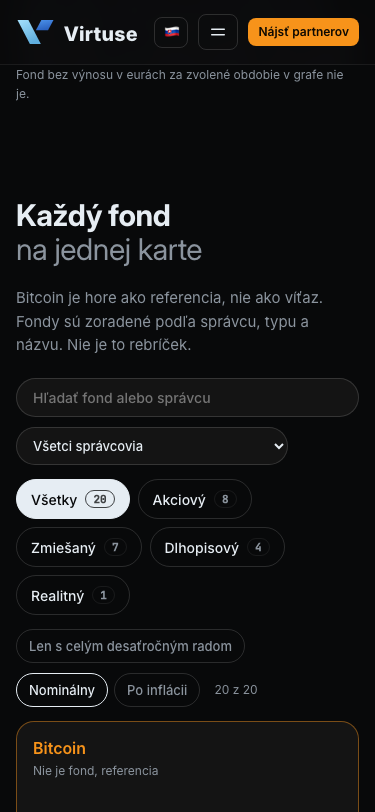 Virtuse
Nájsť partnerov
Fond bez výnosu v eurách za zvolené obdobie v grafe nie
je.
Každý fond
na jednej karte
Bitcoin je hore ako referencia, nie ako víťaz.
Fondy sú zoradené podľa správcu, typu a
názvu. Nie je to rebríček.
Hľadať fond alebo správcu
Všetci správcovia
Všetky 20
Akciový 8
Zmiešaný 7
Dlhopisový 4
Realitný 1
Len s celým desaťročným radom
Nominálny
Po inflácii
20 z 20
Bitcoin
Nie je fond, referencia